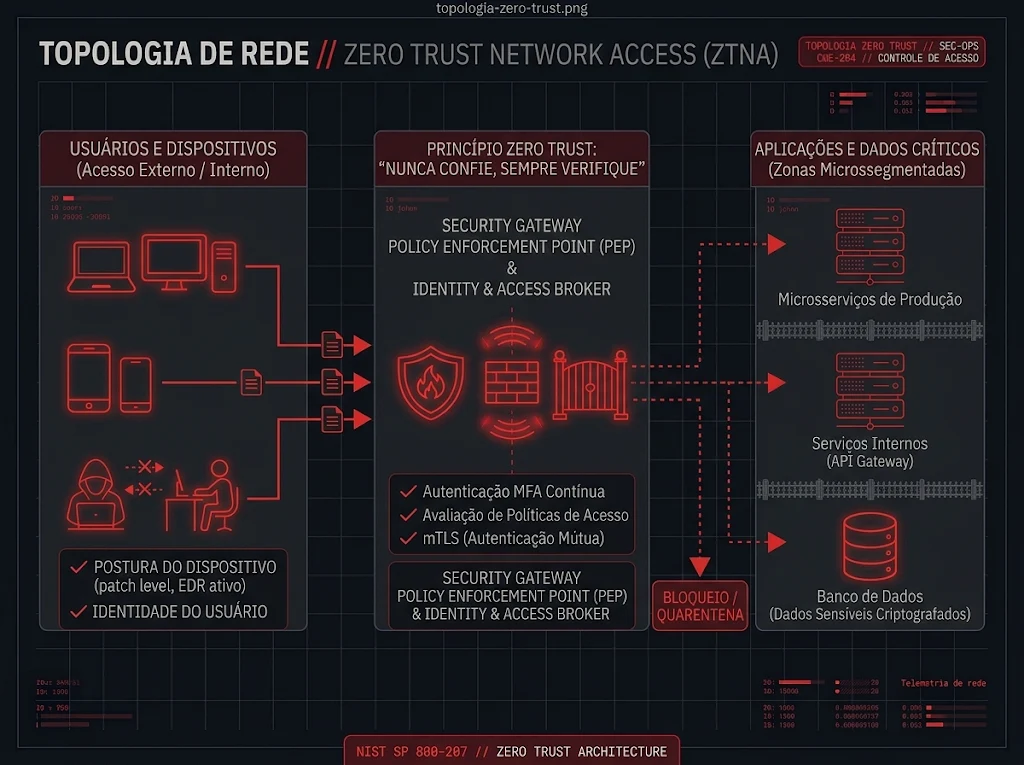 topologia-zero-trust.png
TOPOLOGIA DE REDE // ZERO TRUST NETWORK ACCESS (ZTNA)
TOPOLOGIA ZERO TRUST // SEC-OPS
CWE-284 // CONTROLE DE ACESSO
USUÁRIOS E DISPOSITIVOS
(Acesso Externo / Interno)
POSTURA DO DISPOSITIVO
(patch level, EDR ativo)
IDENTIDADE DO USUÁRIO
PRINCÍPIO ZERO TRUST:
“NUNCA CONFIE, SEMPRE VERIFIQUE”
SECURITY GATEWAY
POLICY ENFORCEMENT POINT (PEP)
&
IDENTITY & ACCESS BROKER
Autenticação MFA Contínua
Avaliação de Políticas de Acesso
mTLS (Autenticação Mútua)
SECURITY GATEWAY
POLICY ENFORCEMENT POINT (PEP)
& IDENTITY & ACCESS BROKER
BLOQUEIO /
QUARENTENA
APLICAÇÕES E DADOS CRÍTICOS
(Zonas Microssegmentadas)
Microsserviços de Produção
Serviços Internos
(API Gateway)
Banco de Dados
(Dados Sensíveis Criptografados)
Telemetria de rede
NIST SP 800-207 // ZERO TRUST ARCHITECTURE